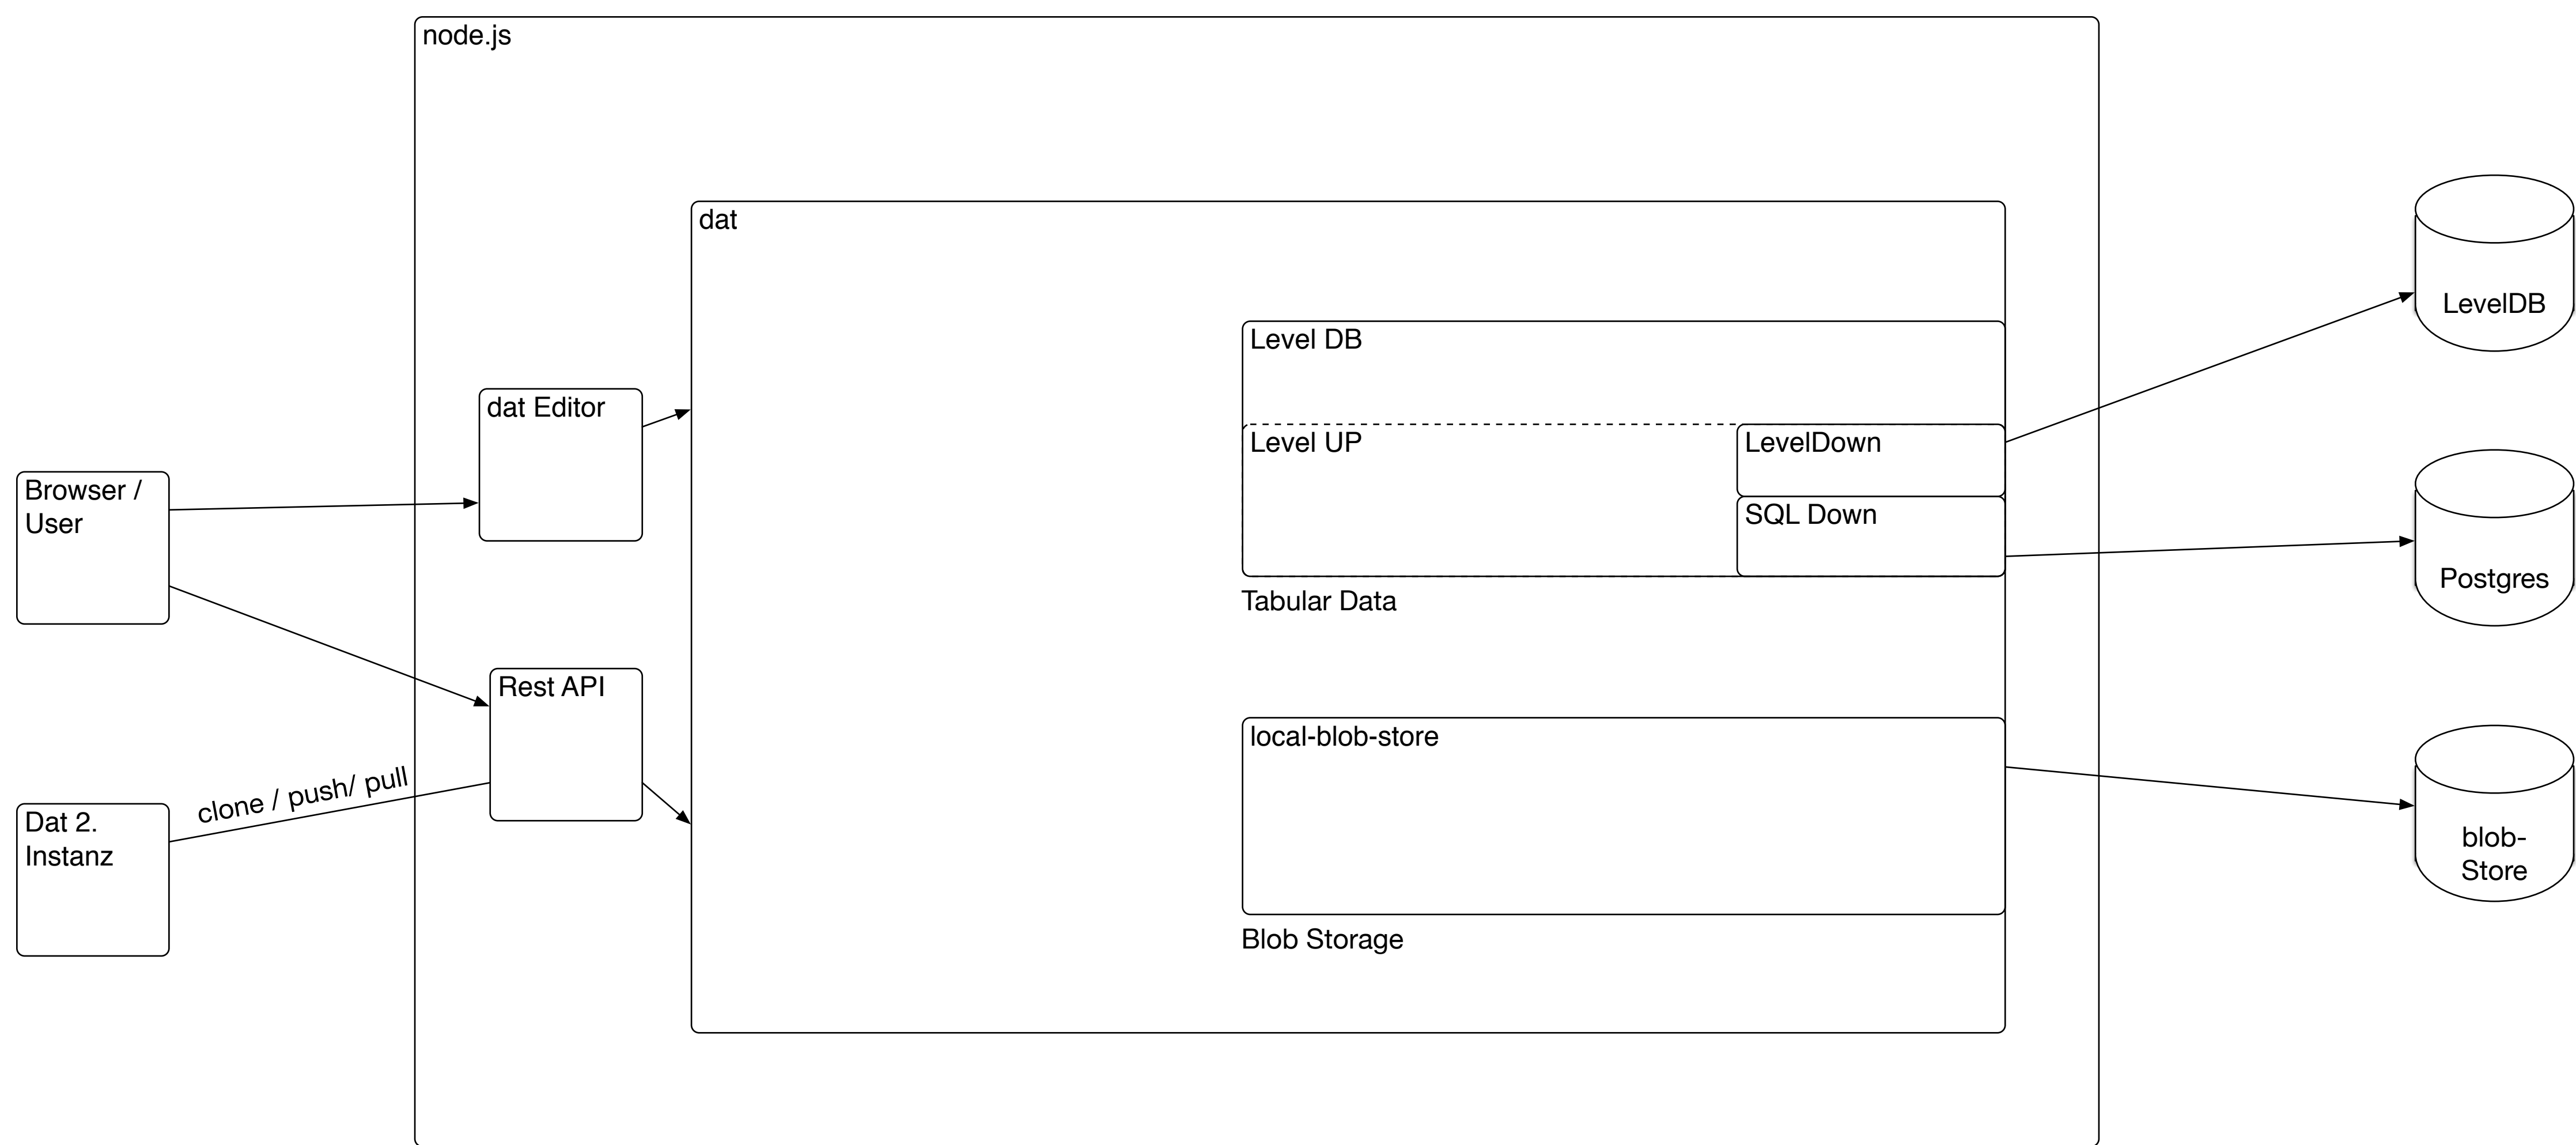 node.js
dat
Level DB
LevelDB
dat Editor
Level UP
LevelDown
Browser /
User
SQL Down
Postgres
Tabular Data
Rest API
local-blob-store
clone / push/ pull
Dat 2.
Instanz
blob-
Store
Blob Storage